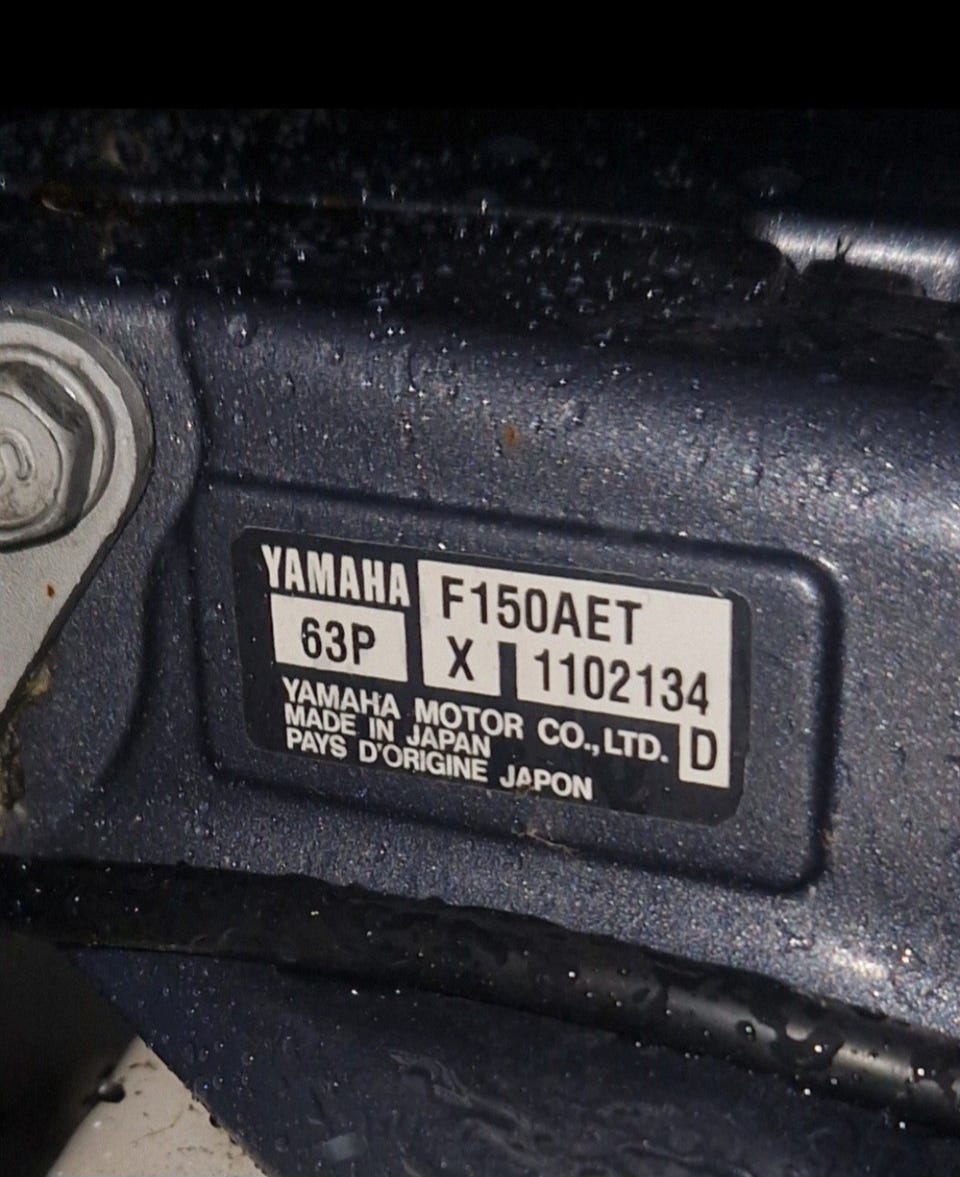 YAMAHA F150AET
63P X 1102134
YAMAHA MOTOR CO., LTD. D
MADE IN JAPAN
PAYS D'ORIGINE JAPON